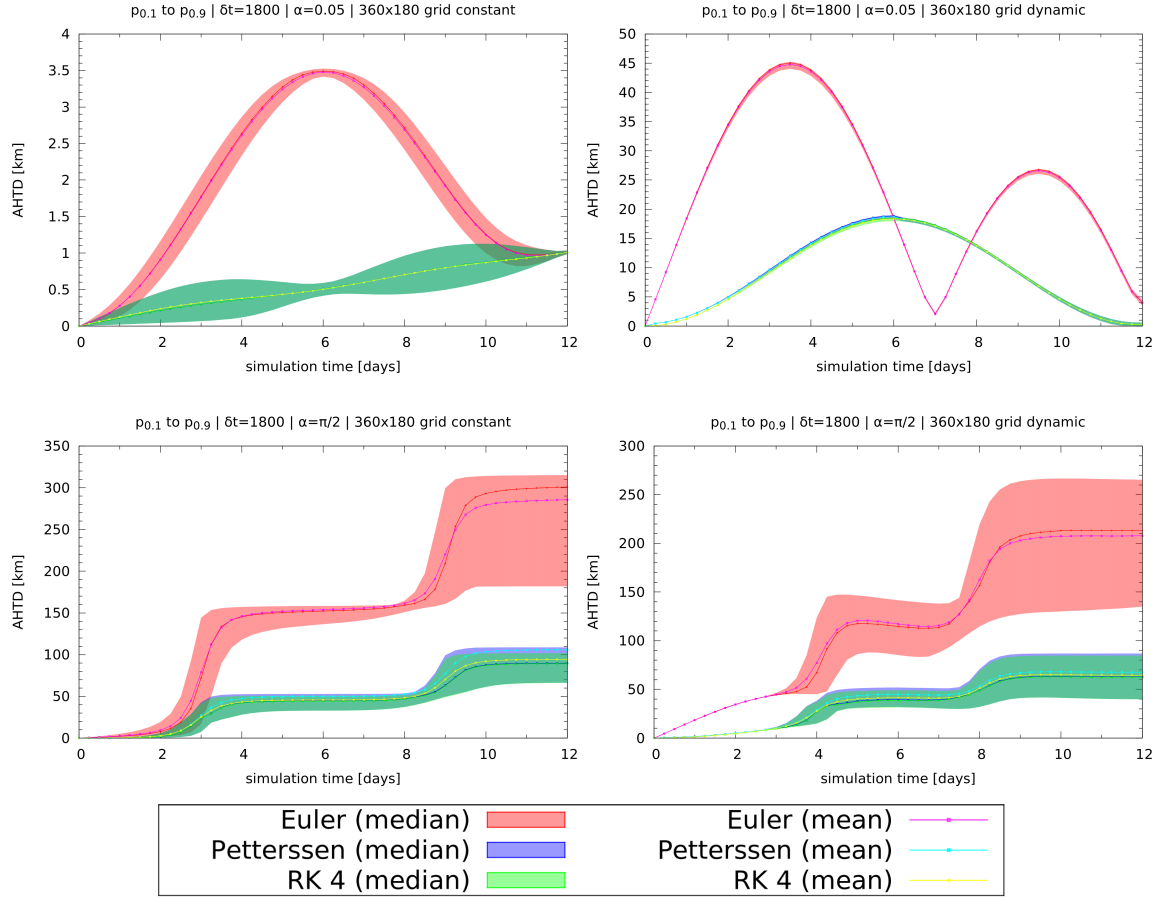 p0.1 to p0.9 | δt=1800 | α=0.05 | 360x180 grid constant
4
3.5
3
2.5
2
1.5
1
0.5
0
AHTD [km]
0 2 4 6 8 10 12
simulation time [days]
p0.1 to p0.9 | δt=1800 | α=0.05 | 360x180 grid dynamic
50
45
40
35
30
25
20
15
10
5
0
AHTD [km]
0 2 4 6 8 10 12
simulation time [days]
p0.1 to p0.9 | δt=1800 | α=π/2 | 360x180 grid constant
350
300
250
200
150
100
50
0
AHTD [km]
0 2 4 6 8 10 12
simulation time [days]
p0.1 to p0.9 | δt=1800 | α=π/2 | 360x180 grid dynamic
300
250
200
150
100
50
0
AHTD [km]
0 2 4 6 8 10 12
simulation time [days]
Euler (median) Euler (mean)
Petterssen (median) Petterssen (mean)
RK 4 (median) RK 4 (mean)